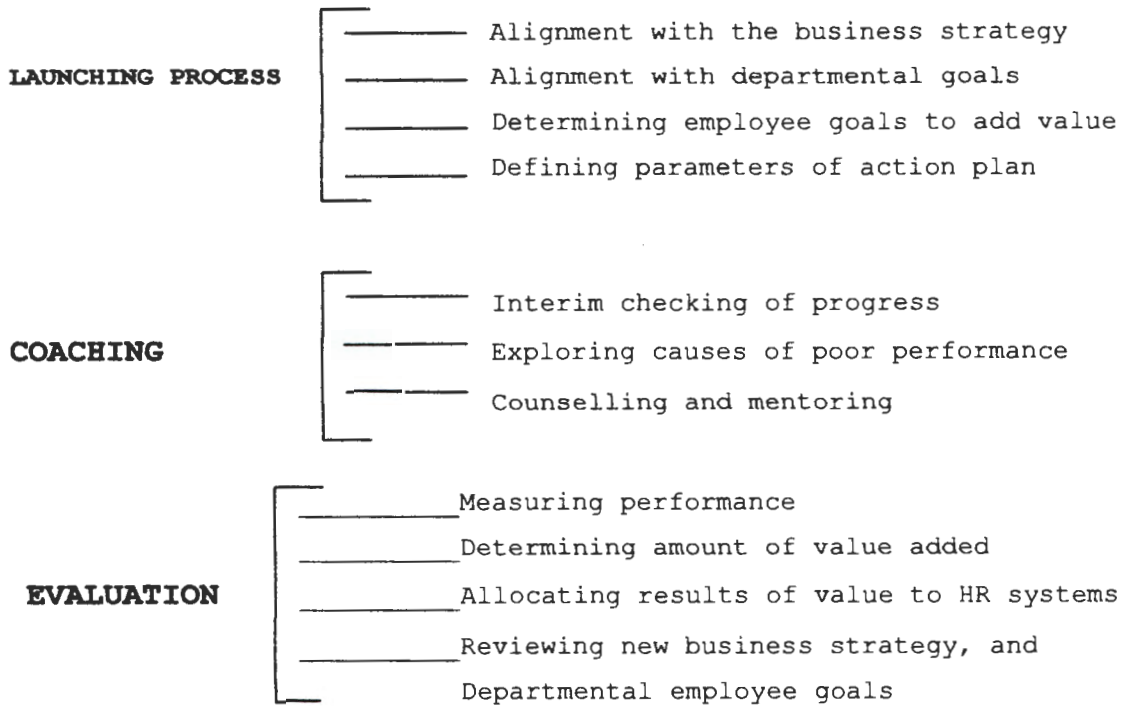 LAUNCHING PROCESS
Alignment with the business strategy
Alignment with departmental goals
Determining employee goals to add value
Defining parameters of action plan
COACHING
Interim checking of progress
Exploring causes of poor performance
Counselling and mentoring
EVALUATION
Measuring performance
Determining amount of value added
Allocating results of value to HR systems
Reviewing new business strategy, and
Departmental employee goals